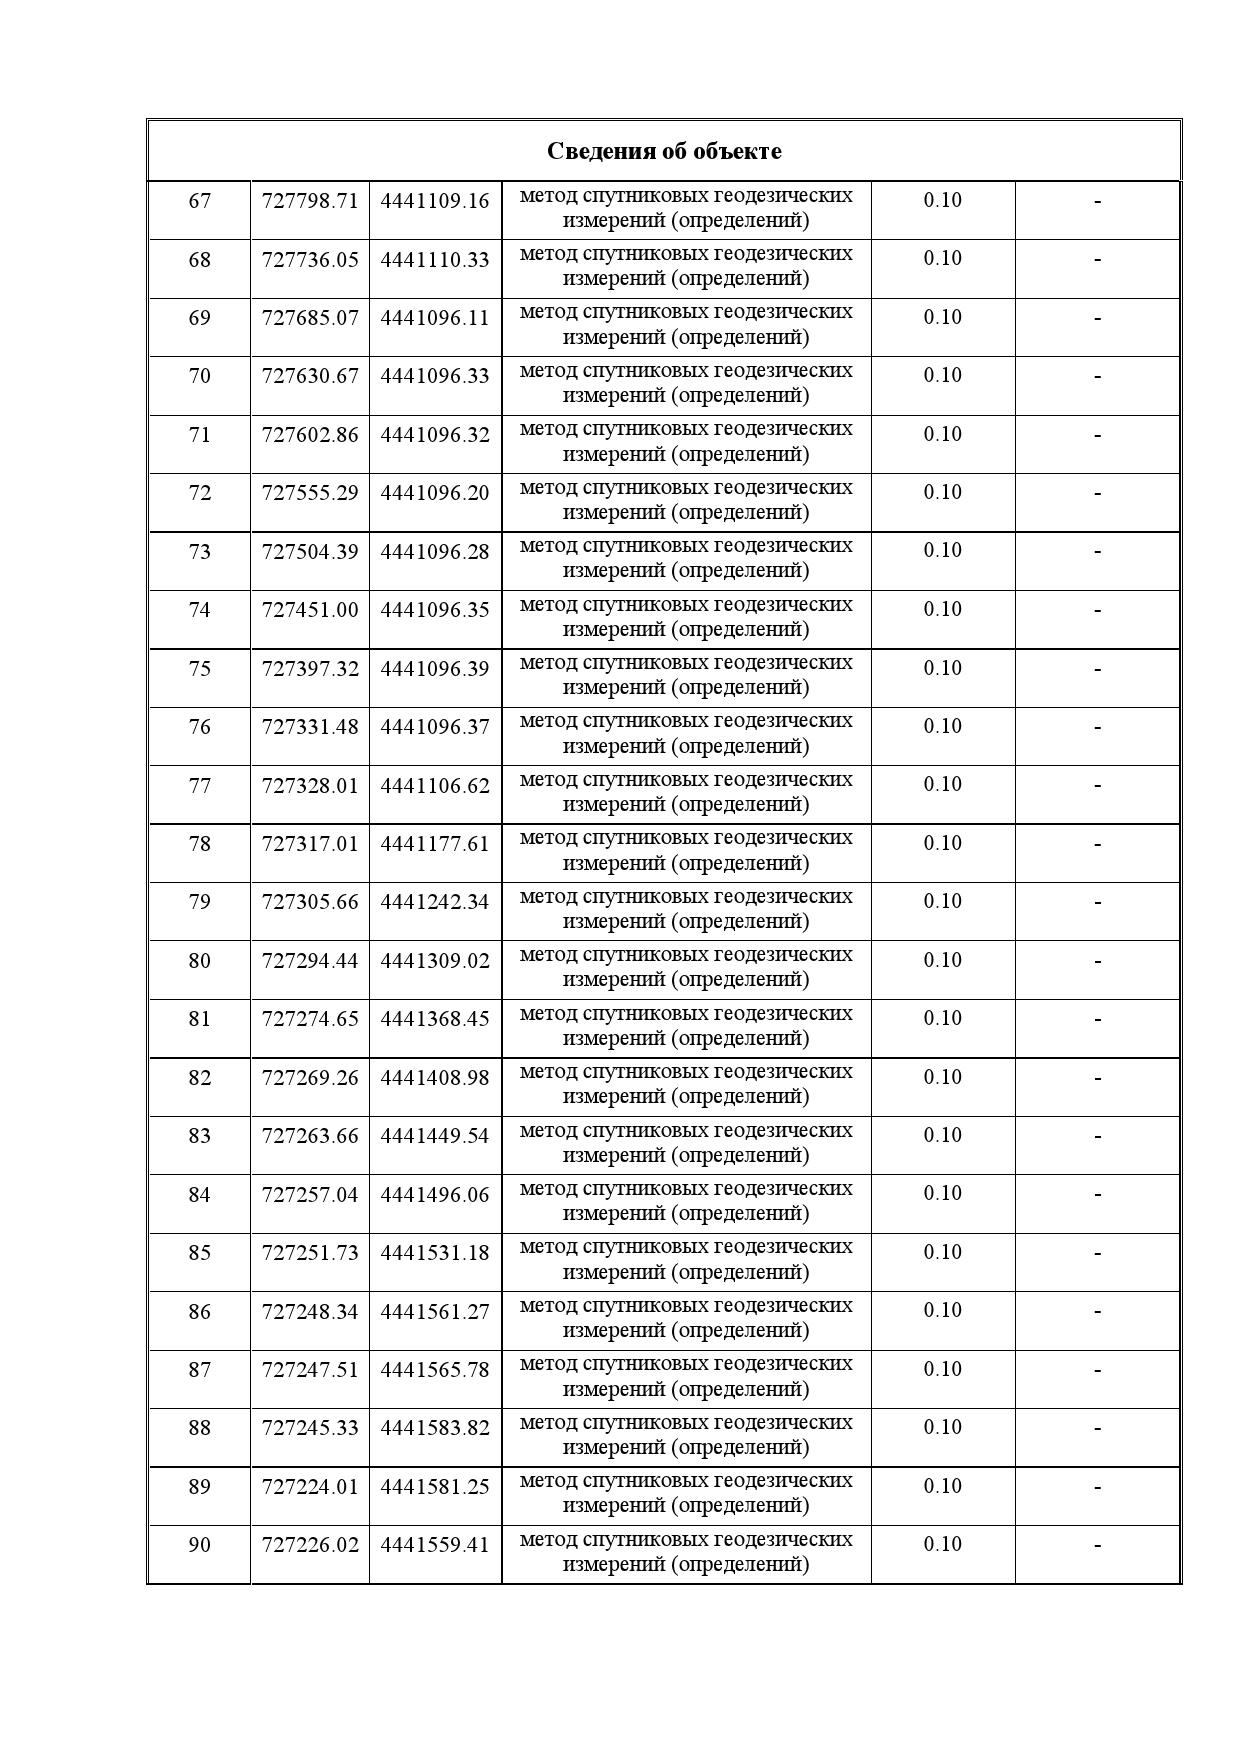 Сведения об объекте
67 727798.71 4441109.16 метод спутниковых геодезических измерений (определений) 0.10 -
68 727736.05 4441110.33 метод спутниковых геодезических измерений (определений) 0.10 -
69 727685.07 4441096.11 метод спутниковых геодезических измерений (определений) 0.10 -
70 727630.67 4441096.33 метод спутниковых геодезических измерений (определений) 0.10 -
71 727602.86 4441096.32 метод спутниковых геодезических измерений (определений) 0.10 -
72 727555.29 4441096.20 метод спутниковых геодезических измерений (определений) 0.10 -
73 727504.39 4441096.28 метод спутниковых геодезических измерений (определений) 0.10 -
74 727451.00 4441096.35 метод спутниковых геодезических измерений (определений) 0.10 -
75 727397.32 4441096.39 метод спутниковых геодезических измерений (определений) 0.10 -
76 727331.48 4441096.37 метод спутниковых геодезических измерений (определений) 0.10 -
77 727328.01 4441106.62 метод спутниковых геодезических измерений (определений) 0.10 -
78 727317.01 4441177.61 метод спутниковых геодезических измерений (определений) 0.10 -
79 727305.66 4441242.34 метод спутниковых геодезических измерений (определений) 0.10 -
80 727294.44 4441309.02 метод спутниковых геодезических измерений (определений) 0.10 -
81 727274.65 4441368.45 метод спутниковых геодезических измерений (определений) 0.10 -
82 727269.26 4441408.98 метод спутниковых геодезических измерений (определений) 0.10 -
83 727263.66 4441449.54 метод спутниковых геодезических измерений (определений) 0.10 -
84 727257.04 4441496.06 метод спутниковых геодезических измерений (определений) 0.10 -
85 727251.73 4441531.18 метод спутниковых геодезических измерений (определений) 0.10 -
86 727248.34 4441561.27 метод спутниковых геодезических измерений (определений) 0.10 -
87 727247.51 4441565.78 метод спутниковых геодезических измерений (определений) 0.10 -
88 727245.33 4441583.82 метод спутниковых геодезических измерений (определений) 0.10 -
89 727224.01 4441581.25 метод спутниковых геодезических измерений (определений) 0.10 -
90 727226.02 4441559.41 метод спутниковых геодезических измерений (определений) 0.10 -